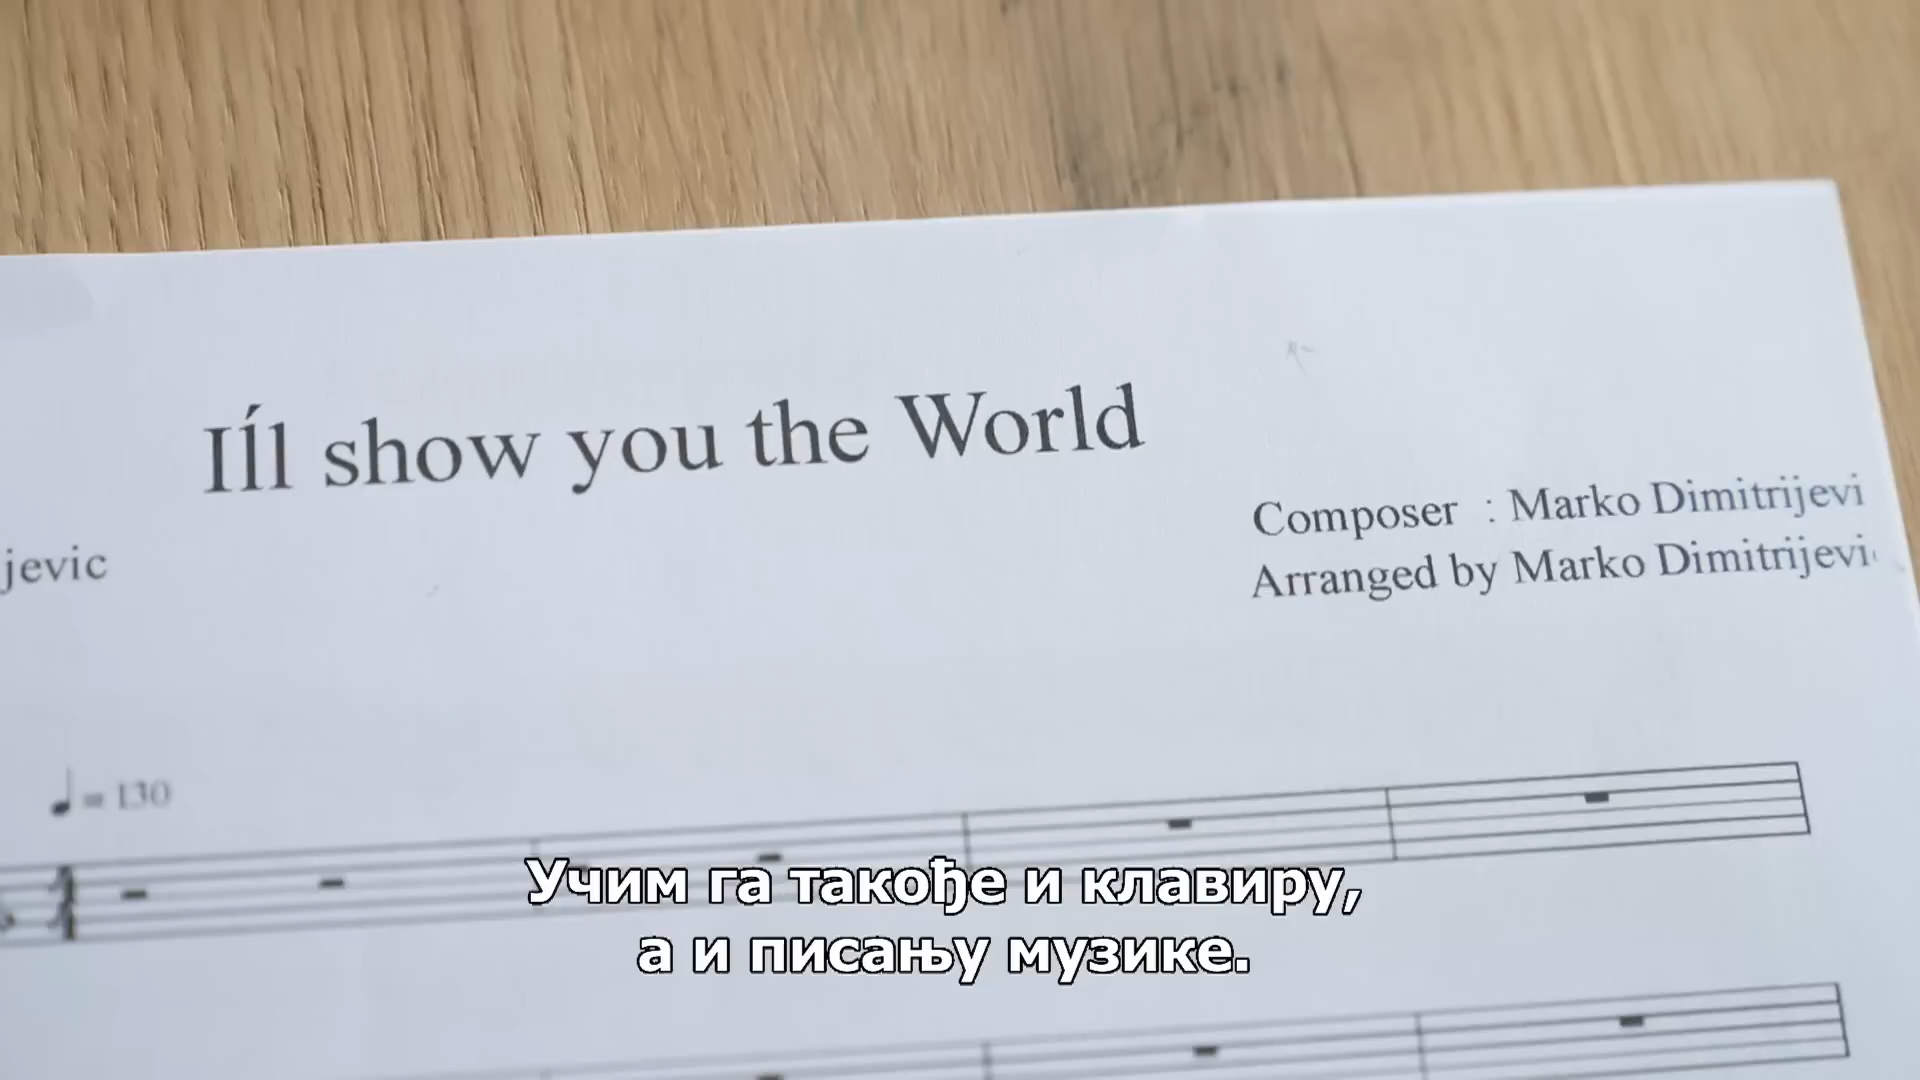 IÍl show you the World
Composer : Marko Dimitrijevi
jevic
Arranged by Marko Dimitrijevi
= 130
Учим га такође и клавиру,
а и писању музике.